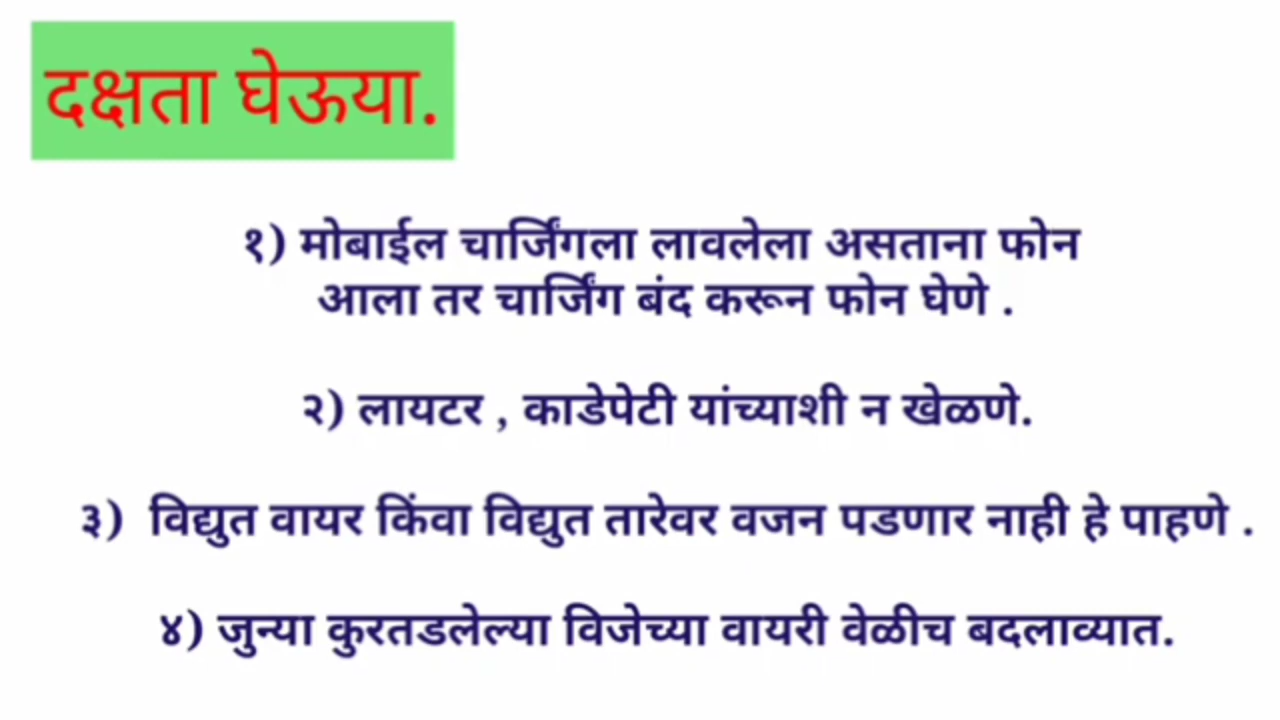 दक्षता घेऊया.
१) मोबाईल चार्जिंगला लावलेला असताना फोन
आला तर चार्जिंग बंद करून फोन घेणे .
२) लायटर , काडेपेटी यांच्याशी न खेळणे.
३) विद्युत वायर किंवा विद्युत तारेवर वजन पडणार नाही हे पाहणे .
४) जुन्या कुरतडलेल्या विजेच्या वायरी वेळीच बदलाव्यात.